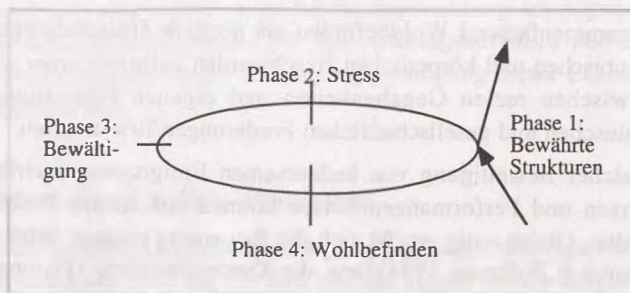 Phase 2: Stress
Phase 3:
Bewälti-
gung
Phase 1:
Bewährte
Strukturen
Phase 4: Wohlbefinden